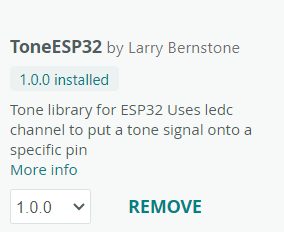 ToneESP32 by Larry Bernstone
1.0.0 installed
Tone library for ESP32 Uses ledc
channel to put a tone signal onto a
specific pin
More info
1.0.0 REMOVE